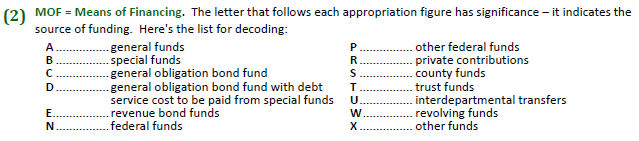 (2) MOF = Means of Financing. The letter that follows each appropriation figure has significance – it indicates the
source of funding. Here's the list for decoding:
A ................ general funds
B ................ special funds
C ................ general obligation bond fund
D ................ general obligation bond fund with debt
service cost to be paid from special funds
E ................ revenue bond funds
N ................ federal funds
P ................ other federal funds
R ................ private contributions
S ................ county funds
T ................ trust funds
U ................ interdepartmental transfers
W ................ revolving funds
X ................ other funds